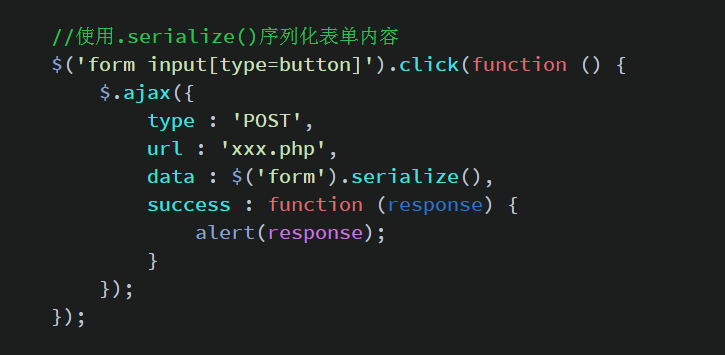 //使用.serialize()序列化表单内容
$('form input[type=button]').click(function () {
    $.ajax({
        type : 'POST',
        url : 'xxx.php',
        data : $('form').serialize(),
        success : function (response) {
            alert(response);
        }
    });
});